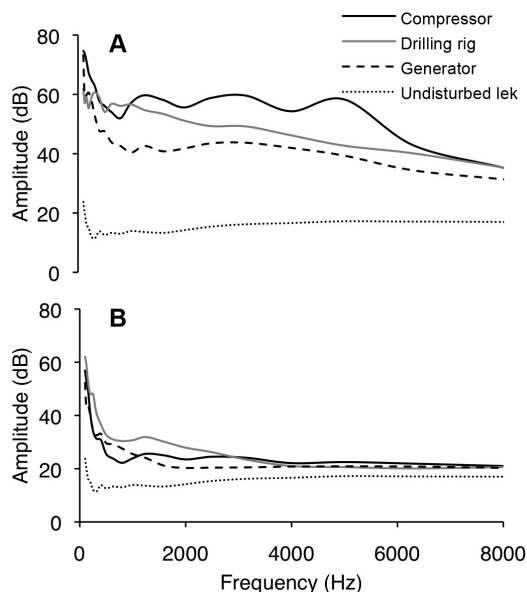 Compressor
Drilling rig
Generator
Undisturbed lek
A
80
60
40
20
0
Amplitude (dB)
B
80
60
40
20
0
Amplitude (dB)
0 2000 4000 6000 8000
Frequency (Hz)